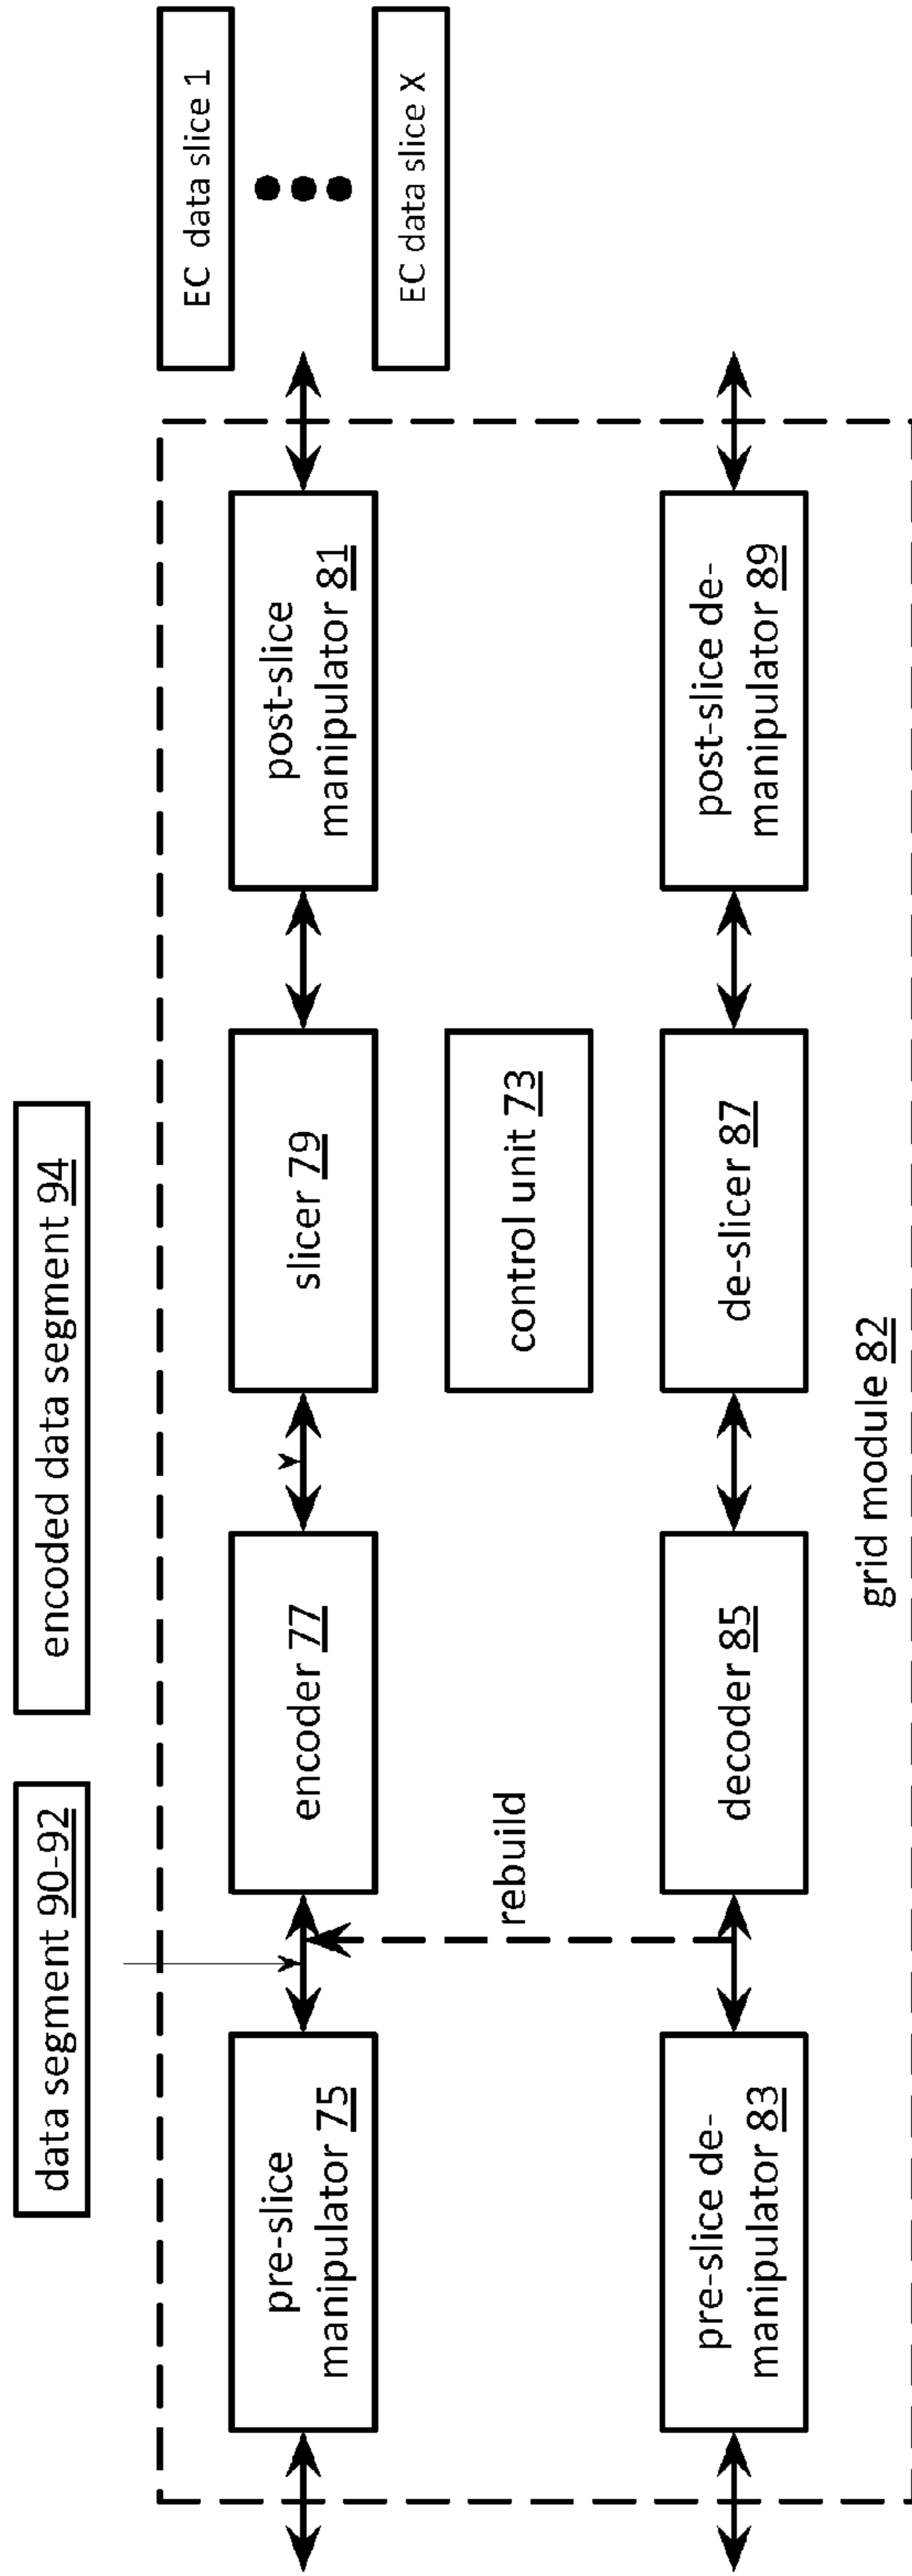 data segment 90-92
encoded data segment 94
EC data slice 1
EC data slice X
pre-slice
manipulator 75
encoder 77
slicer 79
post-slice
manipulator 81
rebuild
control unit 73
pre-slice de-
manipulator 83
decoder 85
de-slicer 87
post-slice de-
manipulator 89
grid module 82